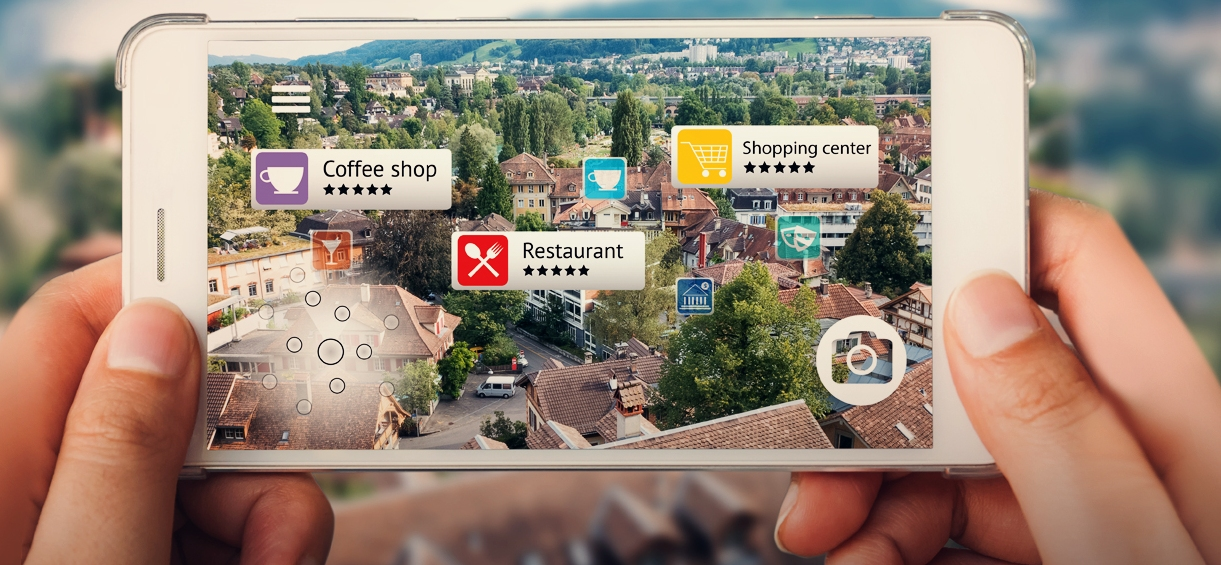 Coffee shop
★★★★★
Shopping center
★★★★★
Restaurant
★★★★★